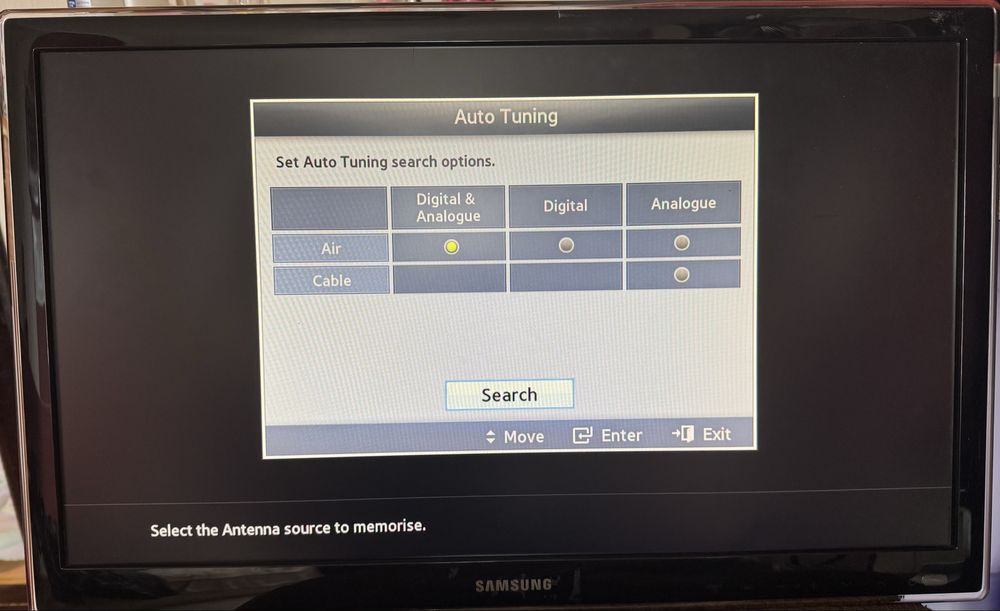 Auto Tuning
Set Auto Tuning search options.
Digital &
Analogue
Digital
Analogue
Air
Cable
Search
Move Enter Exit
Select the Antenna source to memorise.
SAMSUNG